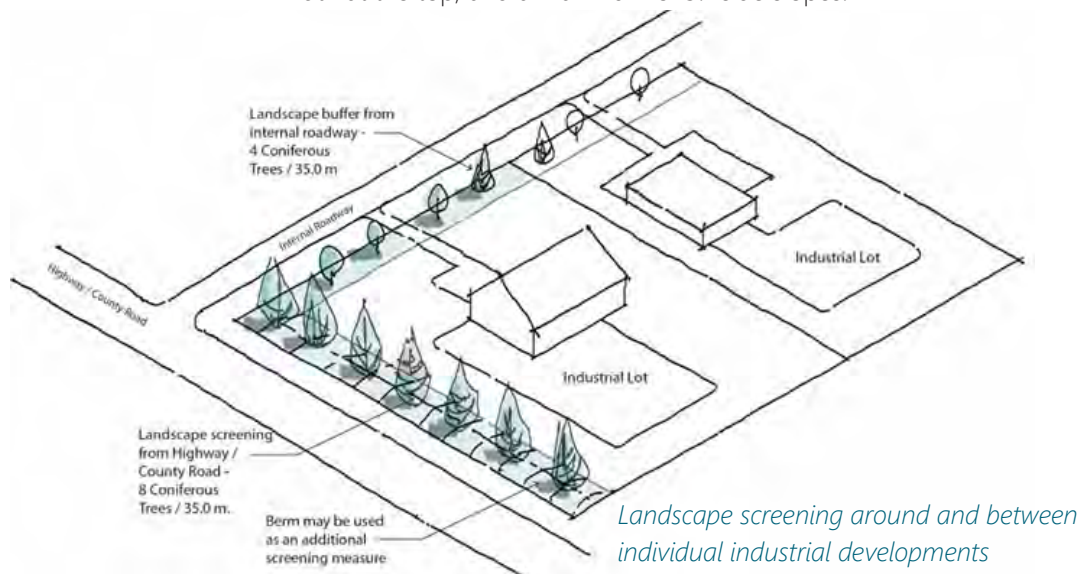 Landscape buffer from
internal roadway -
4 Coniferous
Trees / 35.0 m
Internal Roadway
Highway / County Road
Industrial Lot
Industrial Lot
Landscape screening
from Highway /
County Road -
8 Coniferous
Trees / 35.0 m.
Berm may be used
as an additional
screening measure
Landscape screening around and between
individual industrial developments